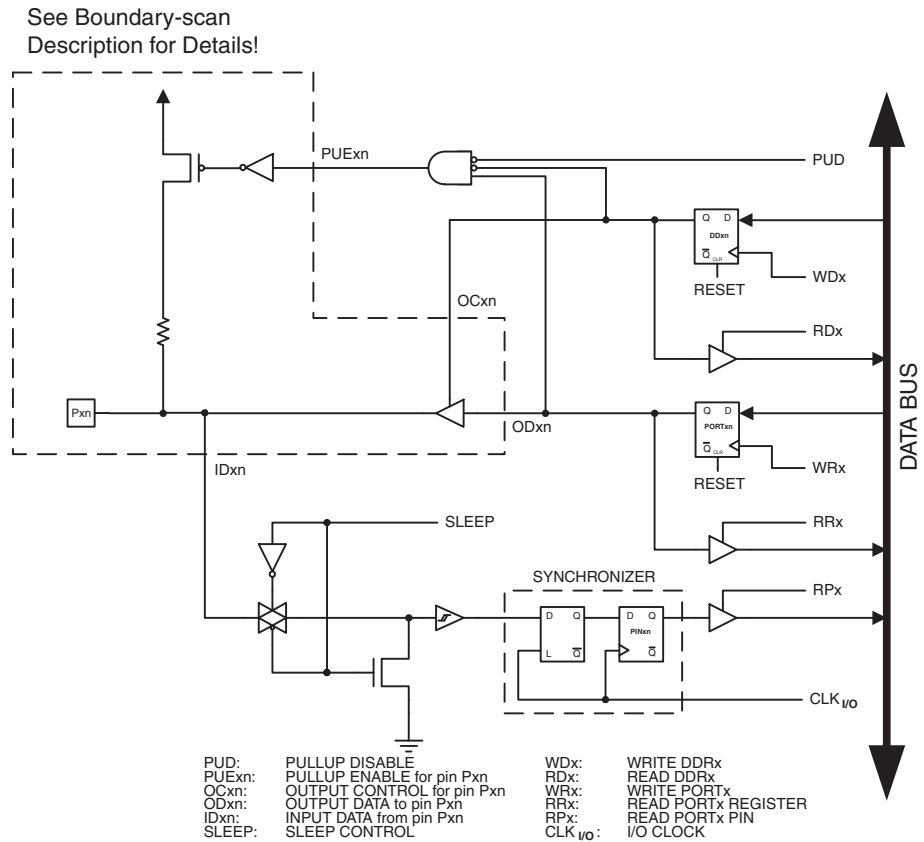 See Boundary-scan
Description for Details!
PUExn
PUD
Q D
DDxn
Q CLR
WDx
RESET
OCxn
RDx
Pxn
ODxn
Q D
PORTxn
Q CLR
WRx
RESET
IDxn
SLEEP
RRx
SYNCHRONIZER
RPx
D Q
L Q
D Q
PINxn
Q
CLK I/O
DATA BUS
PUD: PULLUP DISABLE
PUExn: PULLUP ENABLE for pin Pxn
OCxn: OUTPUT CONTROL for pin Pxn
ODxn: OUTPUT DATA to pin Pxn
IDxn: INPUT DATA from pin Pxn
SLEEP: SLEEP CONTROL
WDx: WRITE DDRx
RDx: READ DDRx
WRx: WRITE PORTx
RRx: READ PORTx REGISTER
RPx: READ PORTx PIN
CLK I/O: I/O CLOCK